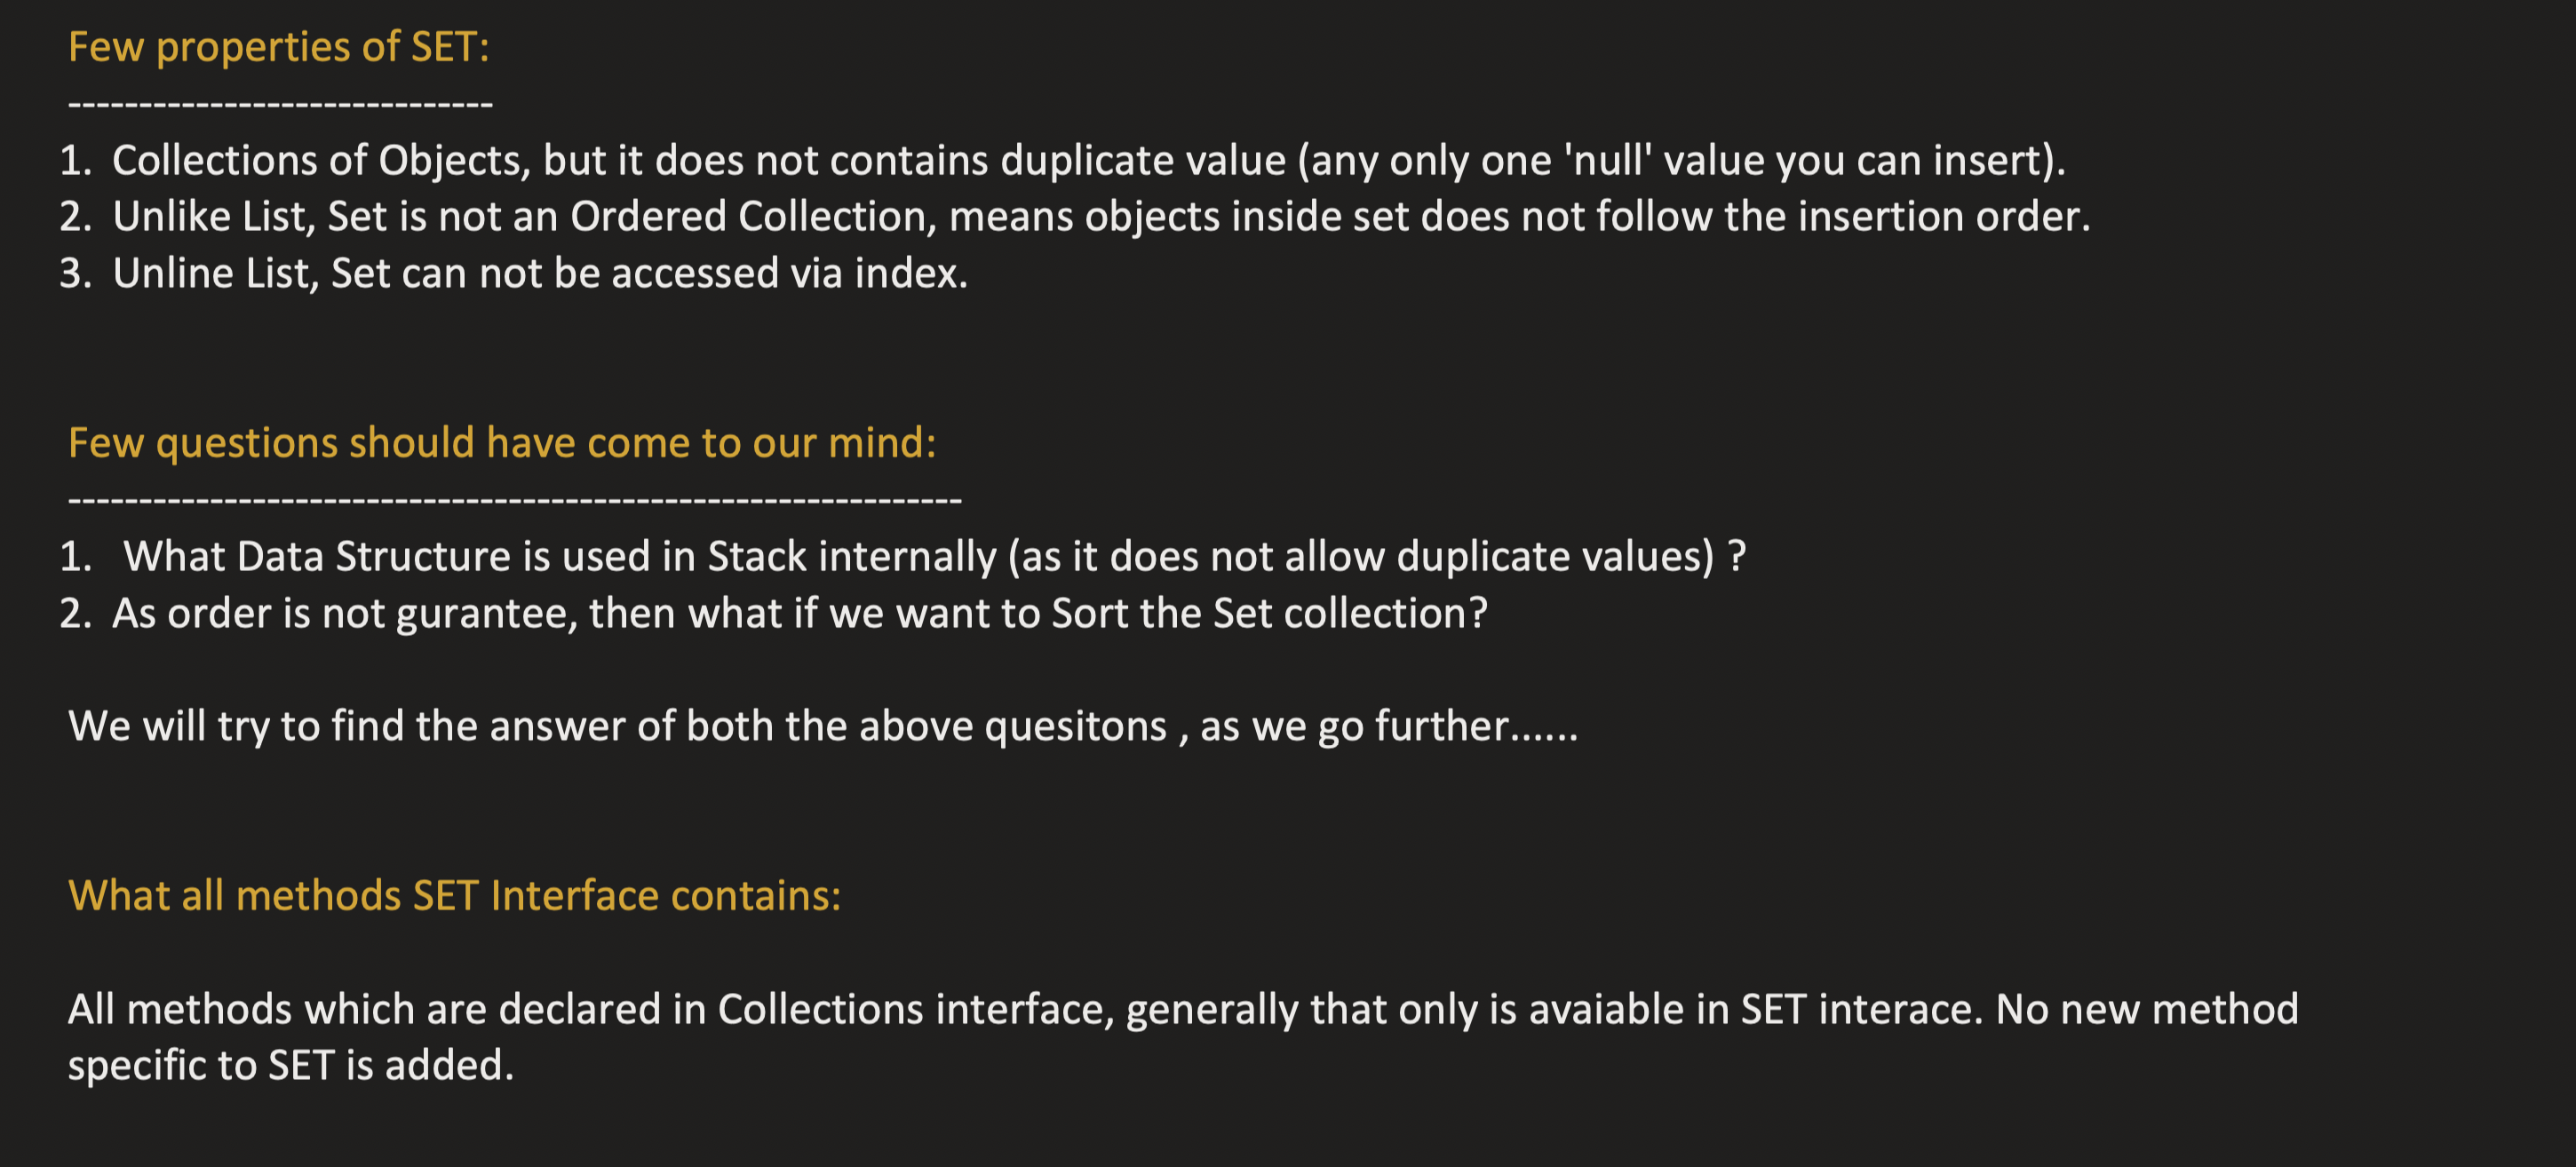 Few properties of SET:
------------------------------
1. Collections of Objects, but it does not contains duplicate value (any only one 'null' value you can insert).
2. Unlike List, Set is not an Ordered Collection, means objects inside set does not follow the insertion order.
3. Unline List, Set can not be accessed via index.
Few questions should have come to our mind:
---------------------------------------------------------------
1. What Data Structure is used in Stack internally (as it does not allow duplicate values) ?
2. As order is not gurantee, then what if we want to Sort the Set collection?
We will try to find the answer of both the above quesitons , as we go further......
What all methods SET Interface contains:
All methods which are declared in Collections interface, generally that only is avaiable in SET interace. No new method
specific to SET is added.